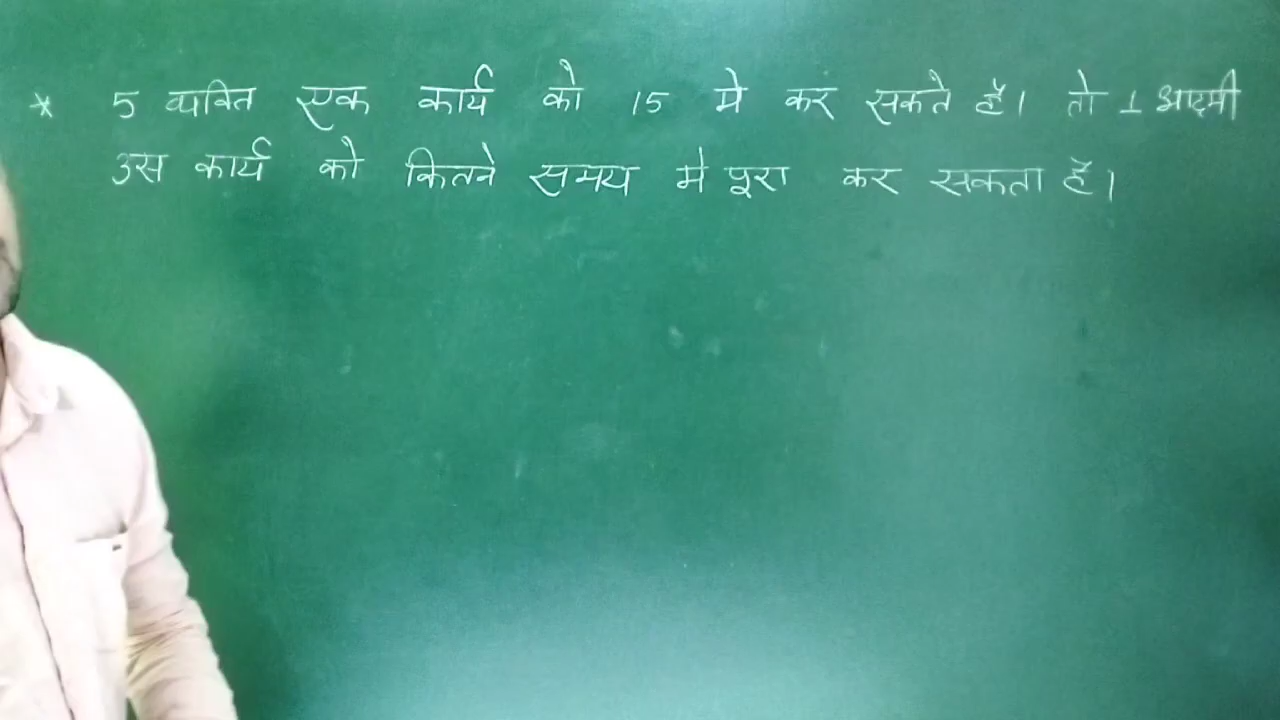 * 5 व्यक्ति एक कार्य को 15 मे कर सकते हैं। तो 1 आदमी
उस कार्य को कितने समय मे पूरा कर सकता हैं।